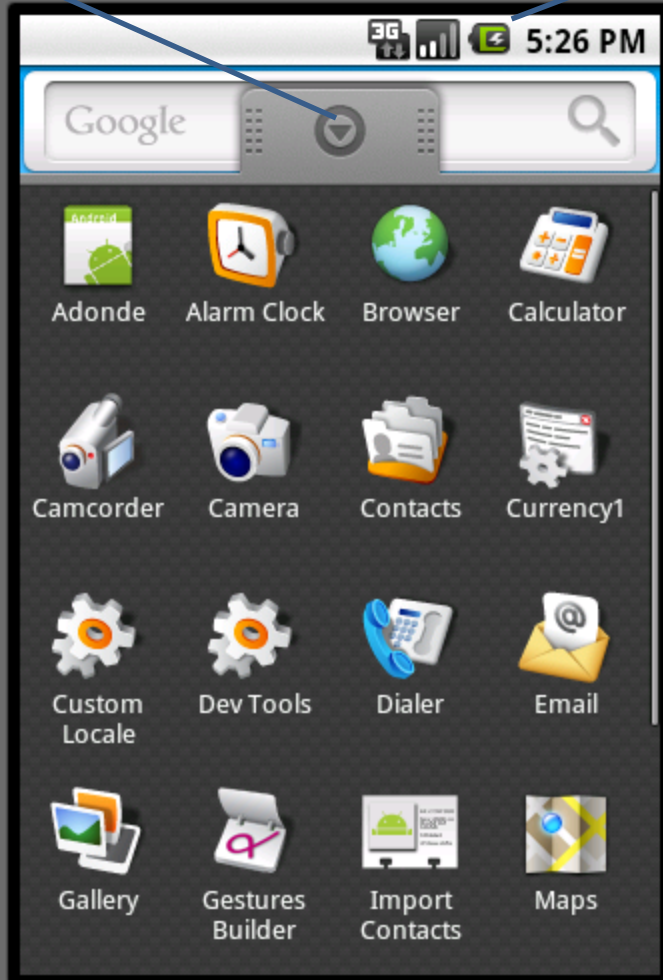 3G 5:26 PM
Google
Android
Adonde Alarm Clock Browser Calculator
Camcorder Camera Contacts Currency1
Custom Dev Tools Dialer Email
Locale
@
Gallery Gestures Import Maps
Builder Contacts